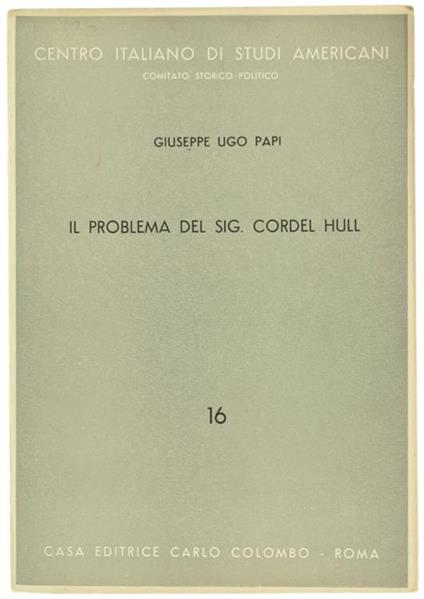 CENTRO ITALIANO DI STUDI AMERICANI
COMITATO STORICO-POLITICO
GIUSEPPE UGO PAPI
IL PROBLEMA DEL SIG. CORDEL HULL
16
CASA EDITRICE CARLO COLOMBO - ROMA